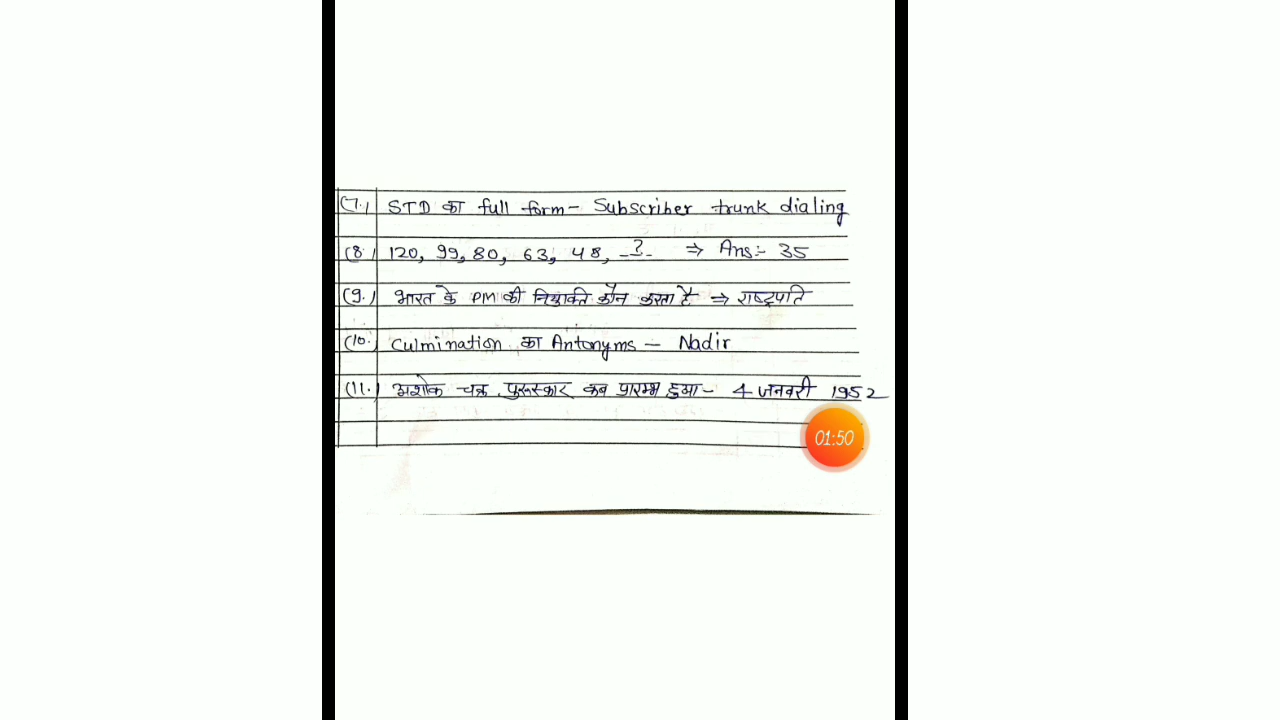 (7.) STD का full form - Subscriber trunk dialing
(8.) 120, 99, 80, 63, 48, -?- ⇒ Ans:- 35
(9.) भारत के PM की नियुक्ति कौन करता है ⇒ राष्ट्रपति
(10.) Culmination का Antonyms - Nadir
(11.) अशोक चक्र पुरुस्कार कब प्रारम्भ हुआ - 4 जनवरी 1952
01:50